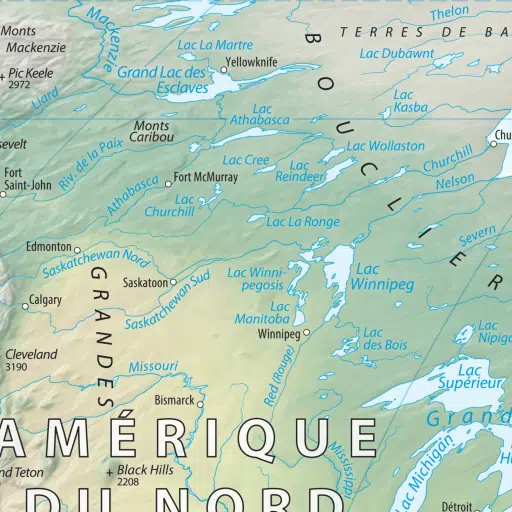 Monts
Mackenzie
Mackenzie
Pic Keele
2972
Liard
Lac La Martre
Yellowknife
Grand Lac des
Esclaves
Thelon
TERRES DE BA
Lac Dubawnt
Lac
Kasba
BOUCLIER
Lac
Athabasca
Monts
Caribou
Riv. de la Paix
sevelt
Fort
Saint-John
Athabasca
Fort McMurray
Lac Cree
Lac
Reindeer
Lac Wollaston
Churchill
Chu
Nelson
Lac
Churchill
Lac La Ronge
Severn
Edmonton
Saskatchewan Nord
Saskatoon
Saskatchewan Sud
Calgary
GRANDES
Lac Winni-
pegosis
Lac
Winnipeg
Lac
Manitoba
Winnipeg
Lac
des Bois
Lac
Nipig
Cleveland
3190
Missouri
Bismarck
Red (Rouge)
Lac
Supérieur
Grand
AMÉRIQUE
DU NORD
nd Teton
Black Hills
2208
Mississippi
Lac Michigan
Hu
Détroit